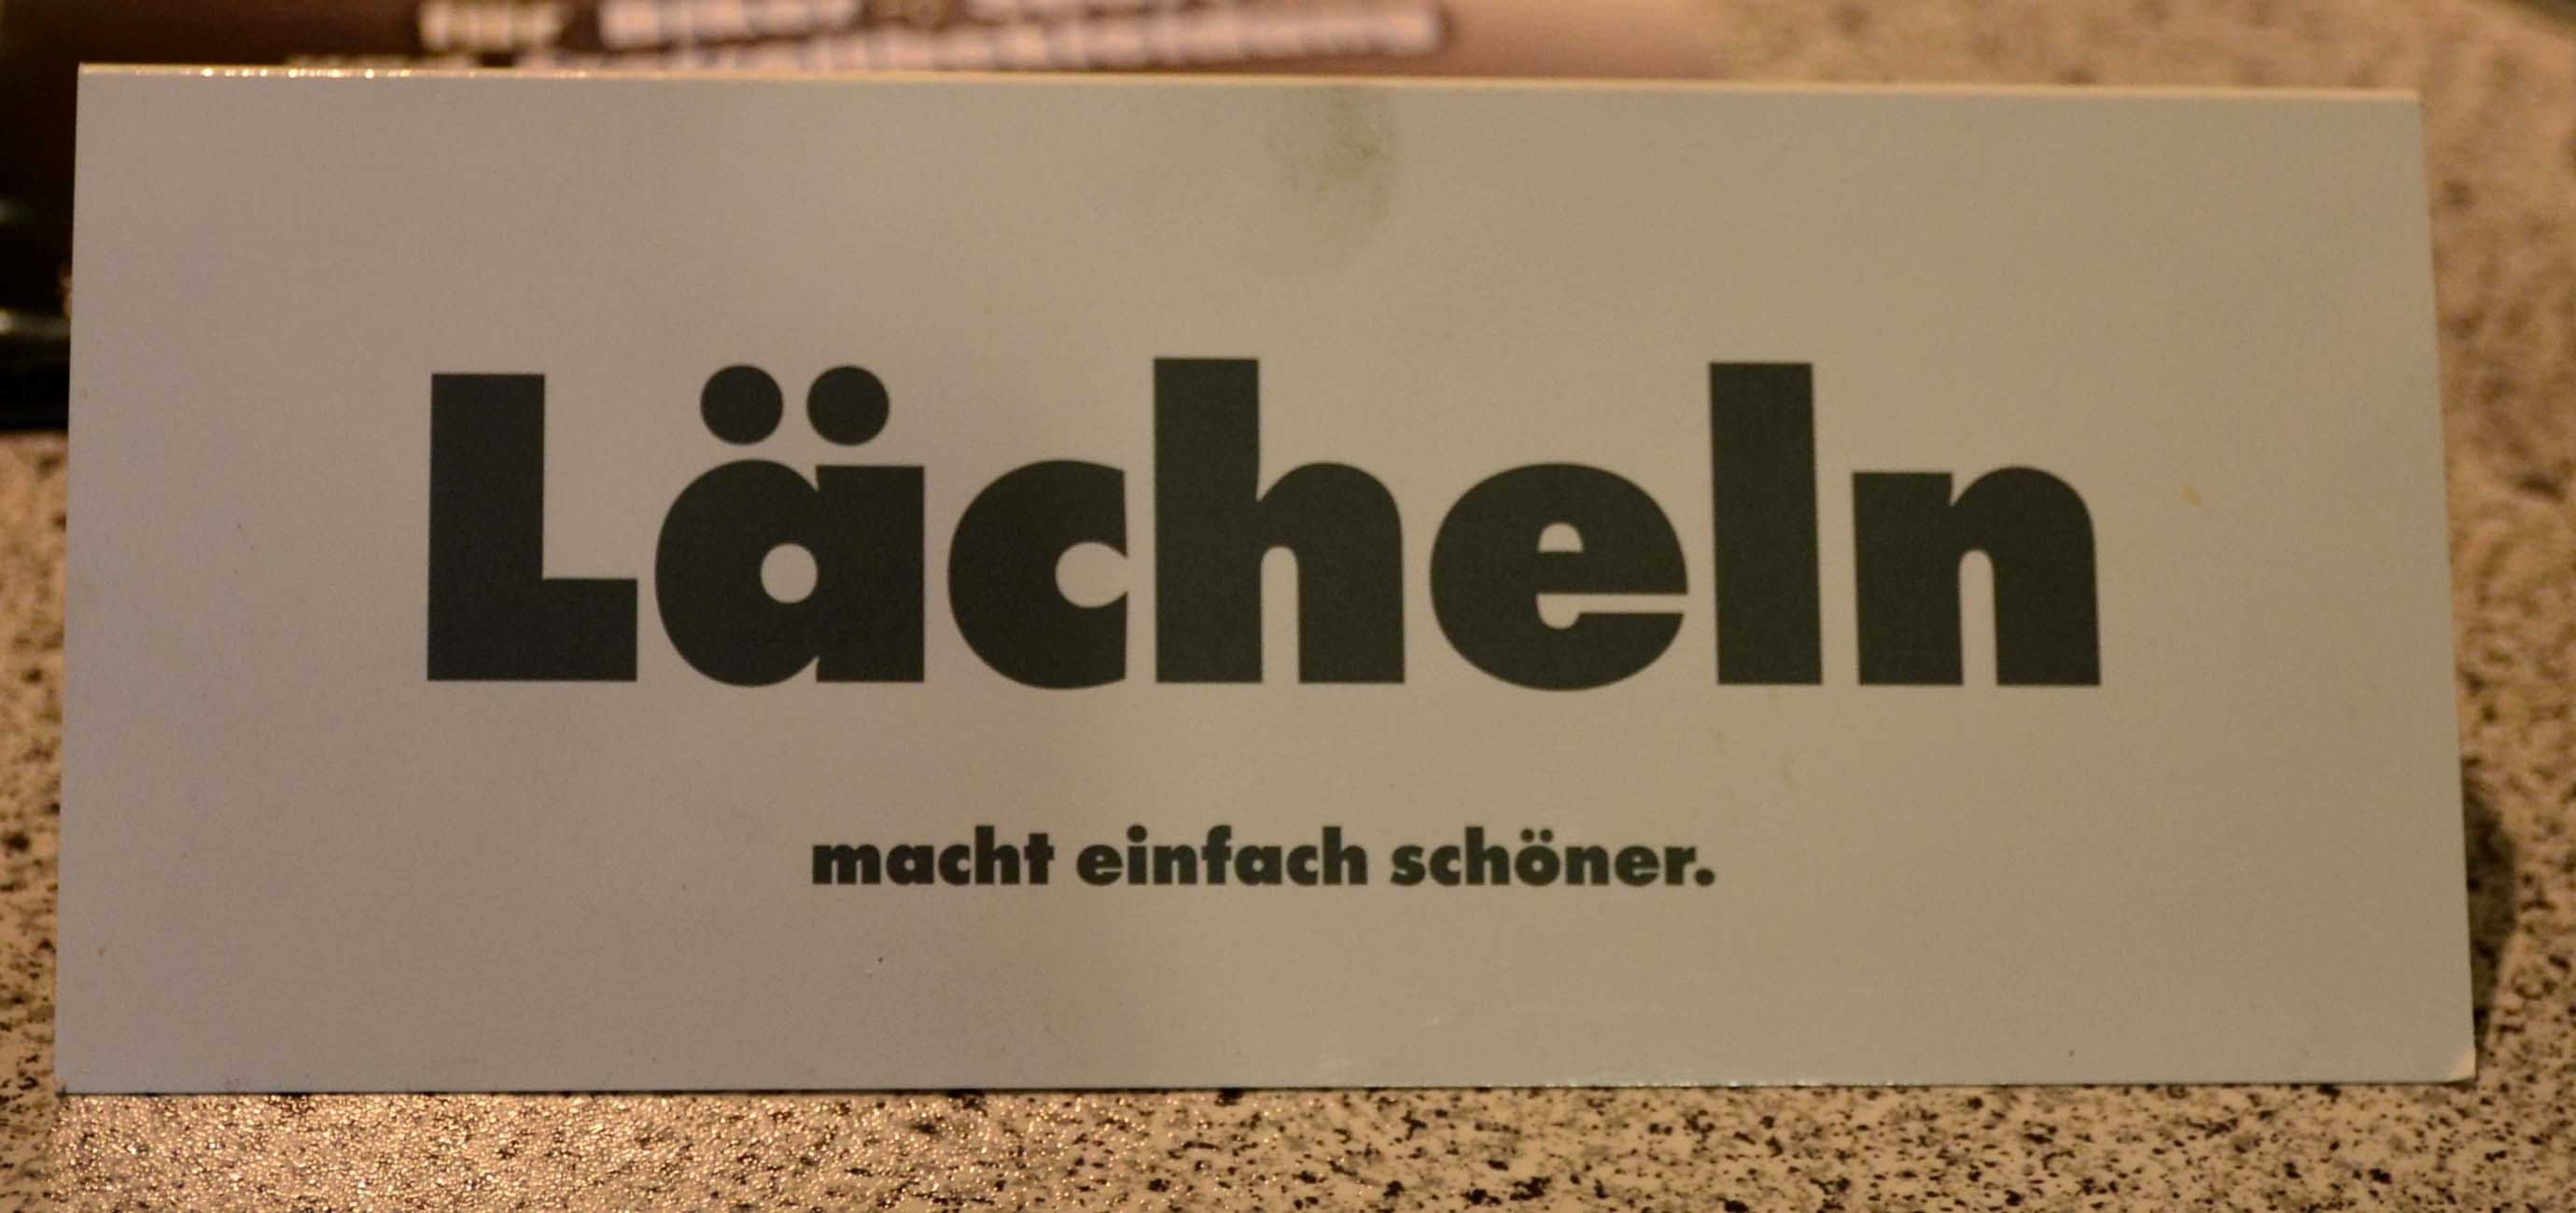 Lächeln
macht einfach schöner.